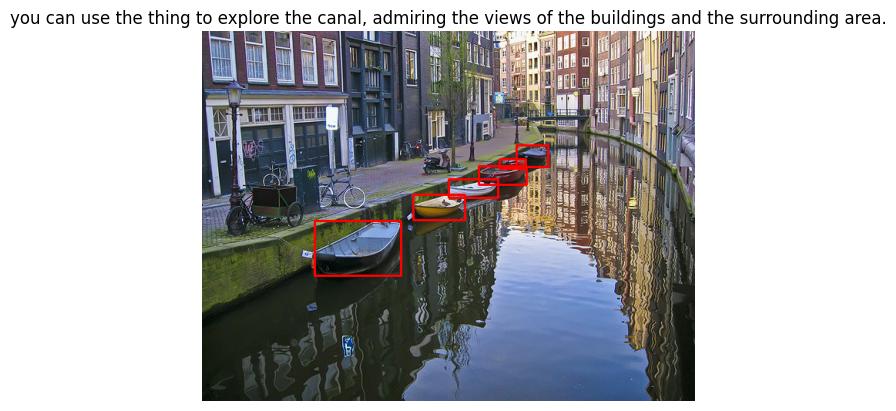 you can use the thing to explore the canal, admiring the views of the buildings and the surrounding area.